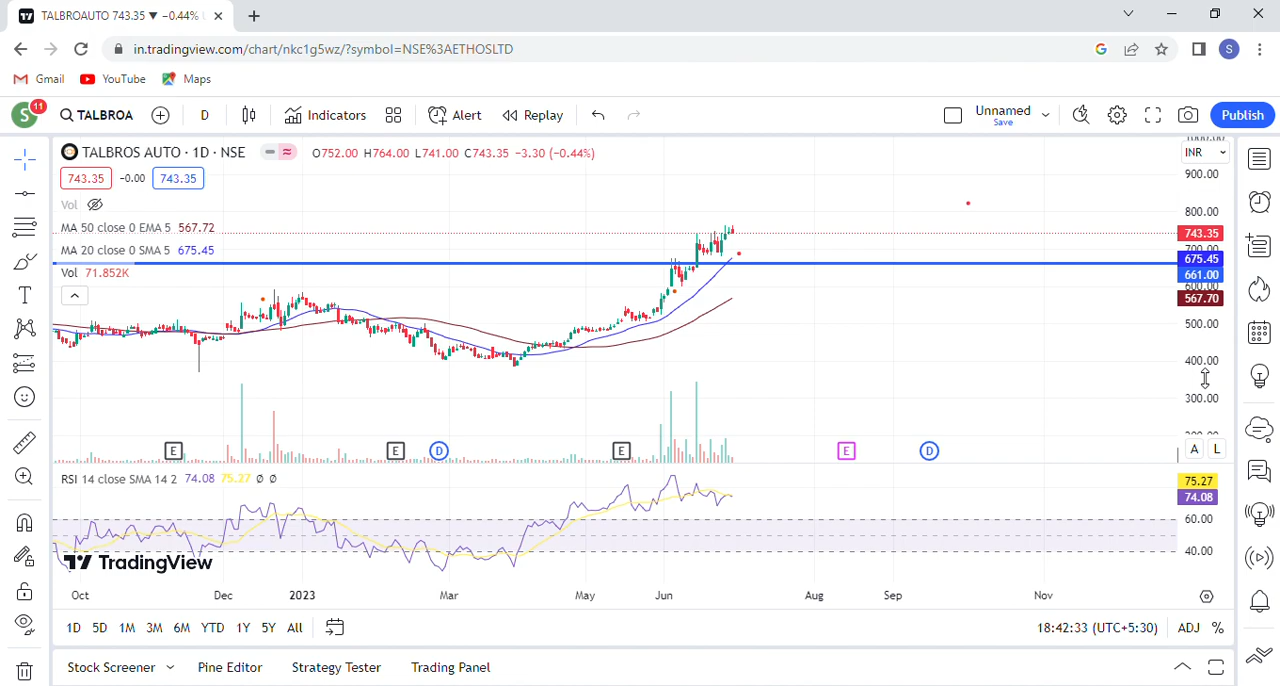 TALBROAUTO 743.35 ▼ −0.44%
in.tradingview.com/chart/nkc1g5wz/?symbol=NSE%3AETHOSLTD
S
Gmail YouTube Maps
S 11 TALBROA D Indicators Alert Replay Unnamed Save Publish
TALBROS AUTO · 1D · NSE O752.00 H764.00 L741.00 C743.35 −3.30 (−0.44%) INR
743.35 -0.00 743.35
Vol
MA 50 close 0 EMA 5 567.72
MA 20 close 0 SMA 5 675.45
Vol 71.852K
900.00
800.00
743.35
700.00
675.45
661.00
600.00
567.70
500.00
400.00
300.00
E E D E E D A L
RSI 14 close SMA 14 2 74.08 75.27 Ø Ø
75.27
74.08
60.00
40.00
TradingView
Oct Dec 2023 Mar May Jun Aug Sep Nov
1D 5D 1M 3M 6M YTD 1Y 5Y All 18:42:33 (UTC+5:30) ADJ %
Stock Screener Pine Editor Strategy Tester Trading Panel